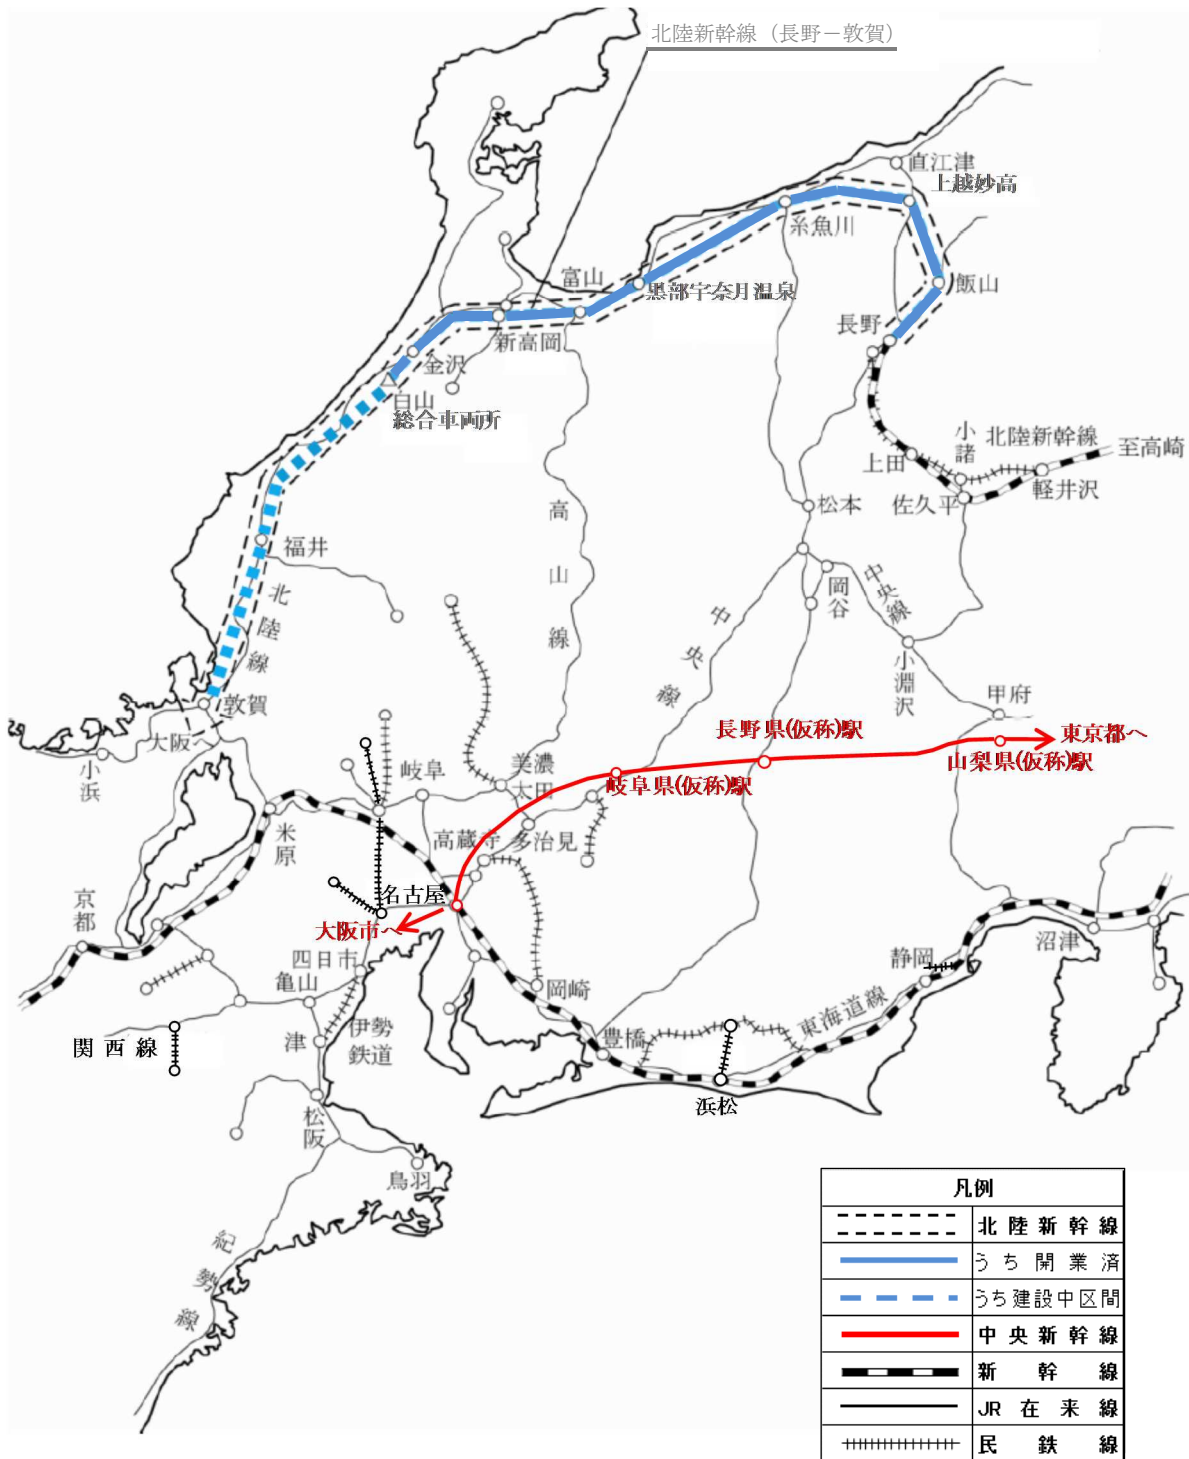 北陸新幹線（長野－敦賀）
直江津
上越妙高
糸魚川
富山
黒部宇奈月温泉
飯山
長野
新高岡
金沢
白山
総合車両所
小諸
北陸新幹線
至高崎
上田
軽井沢
佐久平
松本
高山線
福井
岡谷
中央線
北陸線
中央線
小淵沢
敦賀
甲府
長野県(仮称)駅
東京都へ
大阪へ
山梨県(仮称)駅
小浜
岐阜
美濃太田
岐阜県(仮称)駅
米原
高蔵寺
多治見
京都
名古屋
大阪市へ
沼津
四日市
静岡
亀山
岡崎
東海道線
関西線
津
伊勢
鉄道
豊橋
浜松
松阪
鳥羽
紀勢線
凡例
北陸新幹線
うち開業済
うち建設中区間
中央新幹線
新幹線
JR在来線
民鉄線